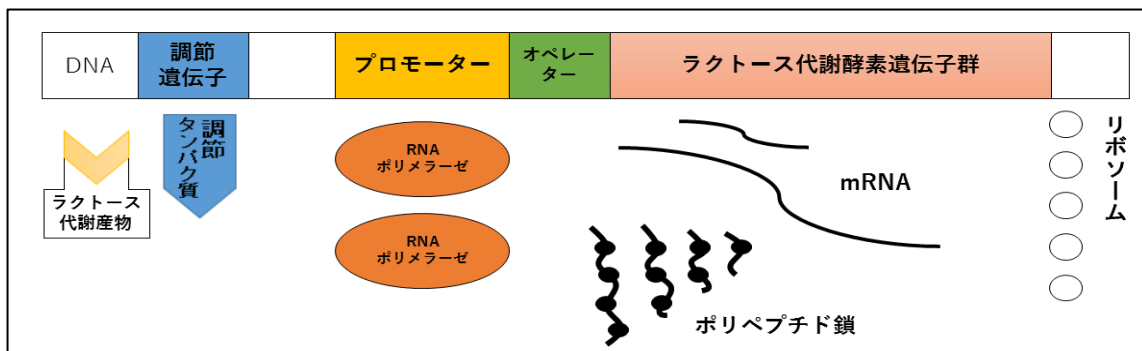 DNA
調節
遺伝子
プロモーター
オペレー
ター
ラクトース代謝酵素遺伝子群
ラクトース
代謝産物
調節
タンパク質
RNA
ポリメラーゼ
RNA
ポリメラーゼ
mRNA
ポリペプチド鎖
リボソーム